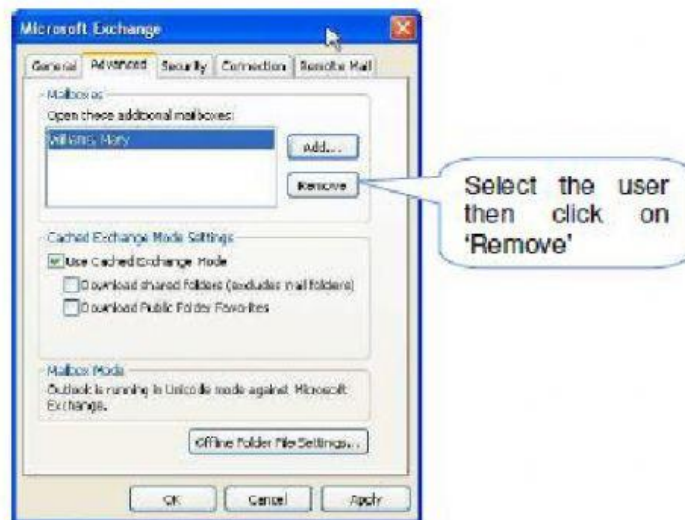 Microsoft Exchange
General Advanced Security Connection Remote Mail
Mailboxes
Open these additional mailboxes:
Williams, Mary
Add...
Remove
Select the user
then click on
‘Remove’
Cached Exchange Mode Settings
Use Cached Exchange Mode
Download shared folders (excludes mail folders)
Download Public Folder Favorites
Mailbox Mode
Outlook is running in Unicode mode against Microsoft
Exchange.
Offline Folder File Settings...
OK Cancel Apply